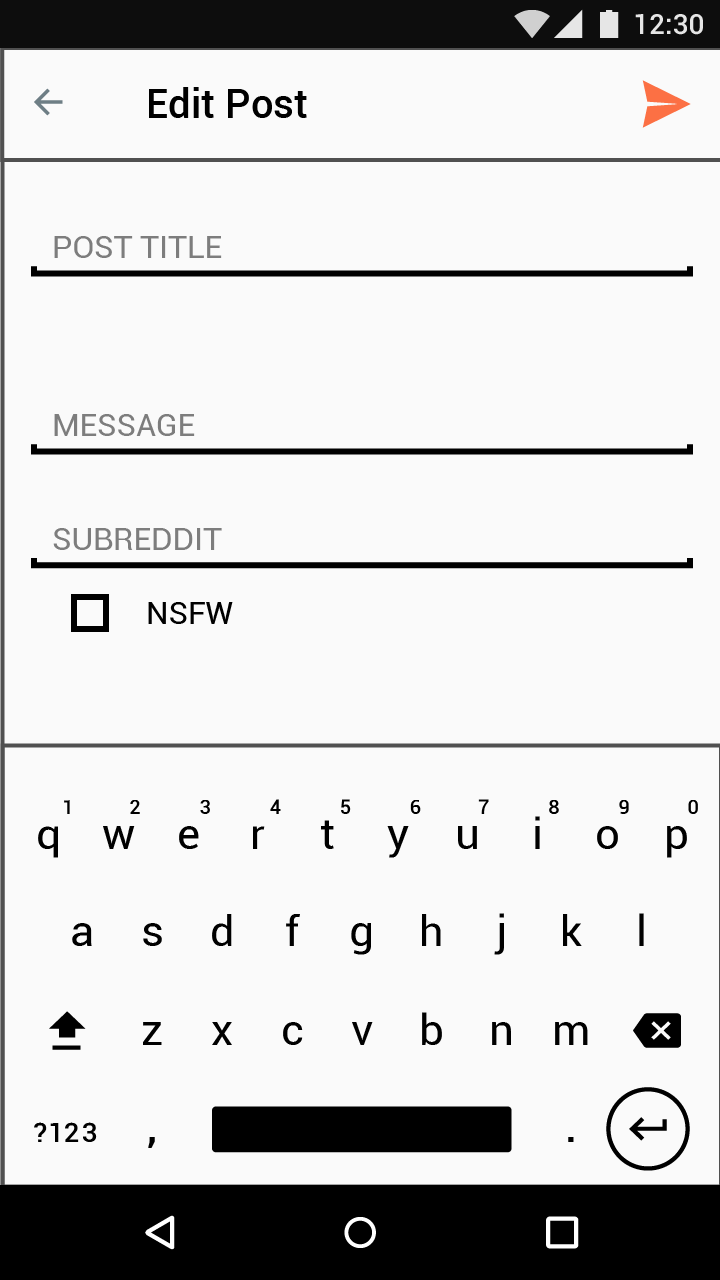 12:30
Edit Post
POST TITLE
MESSAGE
SUBREDDIT
NSFW
1 2 3 4 5 6 7 8 9 0
q w e r t y u i o p
a s d f g h j k l
z x c v b n m
?123 , .